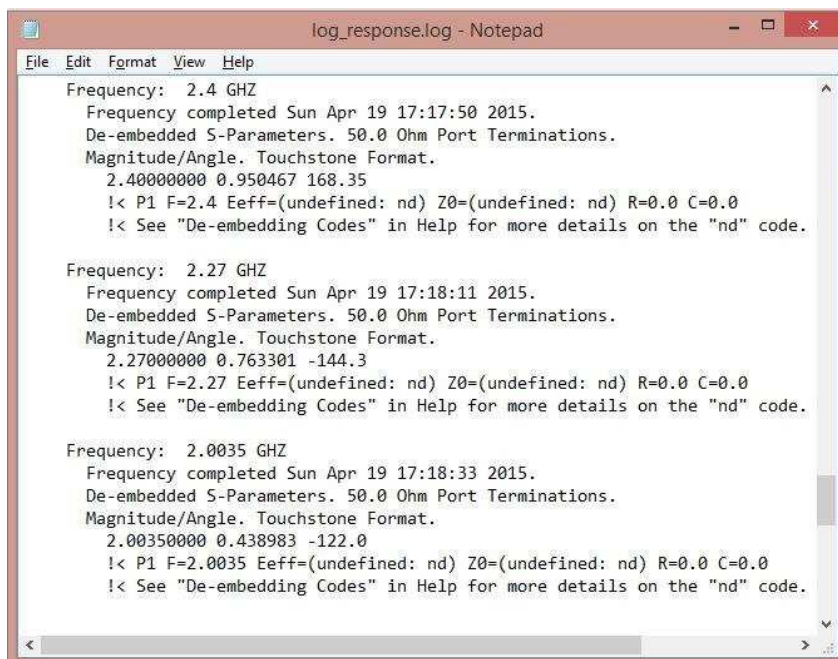 log_response.log - Notepad
File Edit Format View Help
Frequency: 2.4 GHZ
Frequency completed Sun Apr 19 17:17:50 2015.
De-embedded S-Parameters. 50.0 Ohm Port Terminations.
Magnitude/Angle. Touchstone Format.
2.40000000 0.950467 168.35
!< P1 F=2.4 Eeff=(undefined: nd) Z0=(undefined: nd) R=0.0 C=0.0
!< See "De-embedding Codes" in Help for more details on the "nd" code.
Frequency: 2.27 GHZ
Frequency completed Sun Apr 19 17:18:11 2015.
De-embedded S-Parameters. 50.0 Ohm Port Terminations.
Magnitude/Angle. Touchstone Format.
2.27000000 0.763301 -144.3
!< P1 F=2.27 Eeff=(undefined: nd) Z0=(undefined: nd) R=0.0 C=0.0
!< See "De-embedding Codes" in Help for more details on the "nd" code.
Frequency: 2.0035 GHZ
Frequency completed Sun Apr 19 17:18:33 2015.
De-embedded S-Parameters. 50.0 Ohm Port Terminations.
Magnitude/Angle. Touchstone Format.
2.00350000 0.438983 -122.0
!< P1 F=2.0035 Eeff=(undefined: nd) Z0=(undefined: nd) R=0.0 C=0.0
!< See "De-embedding Codes" in Help for more details on the "nd" code.